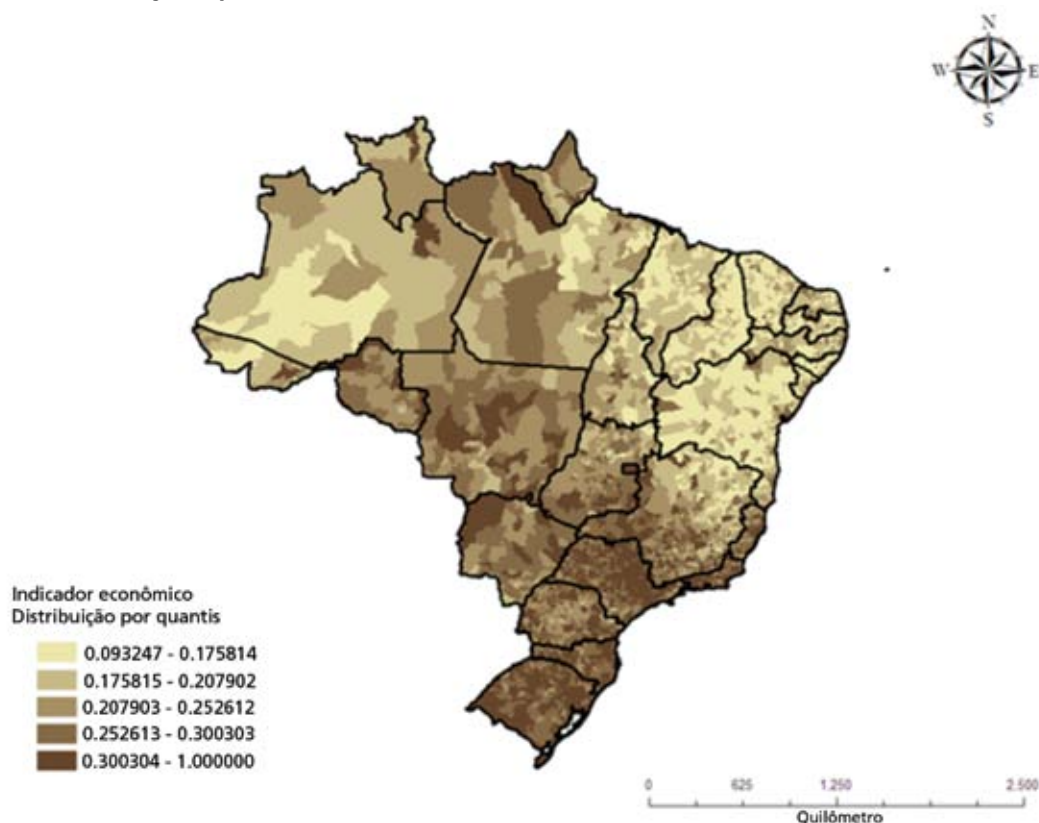 N
W E
S
Indicador econômico
Distribuição por quantis
0.093247 - 0.175814
0.175815 - 0.207902
0.207903 - 0.252612
0.252613 - 0.300303
0.300304 - 1.000000
0 625 1.250 2.500
Quilômetro